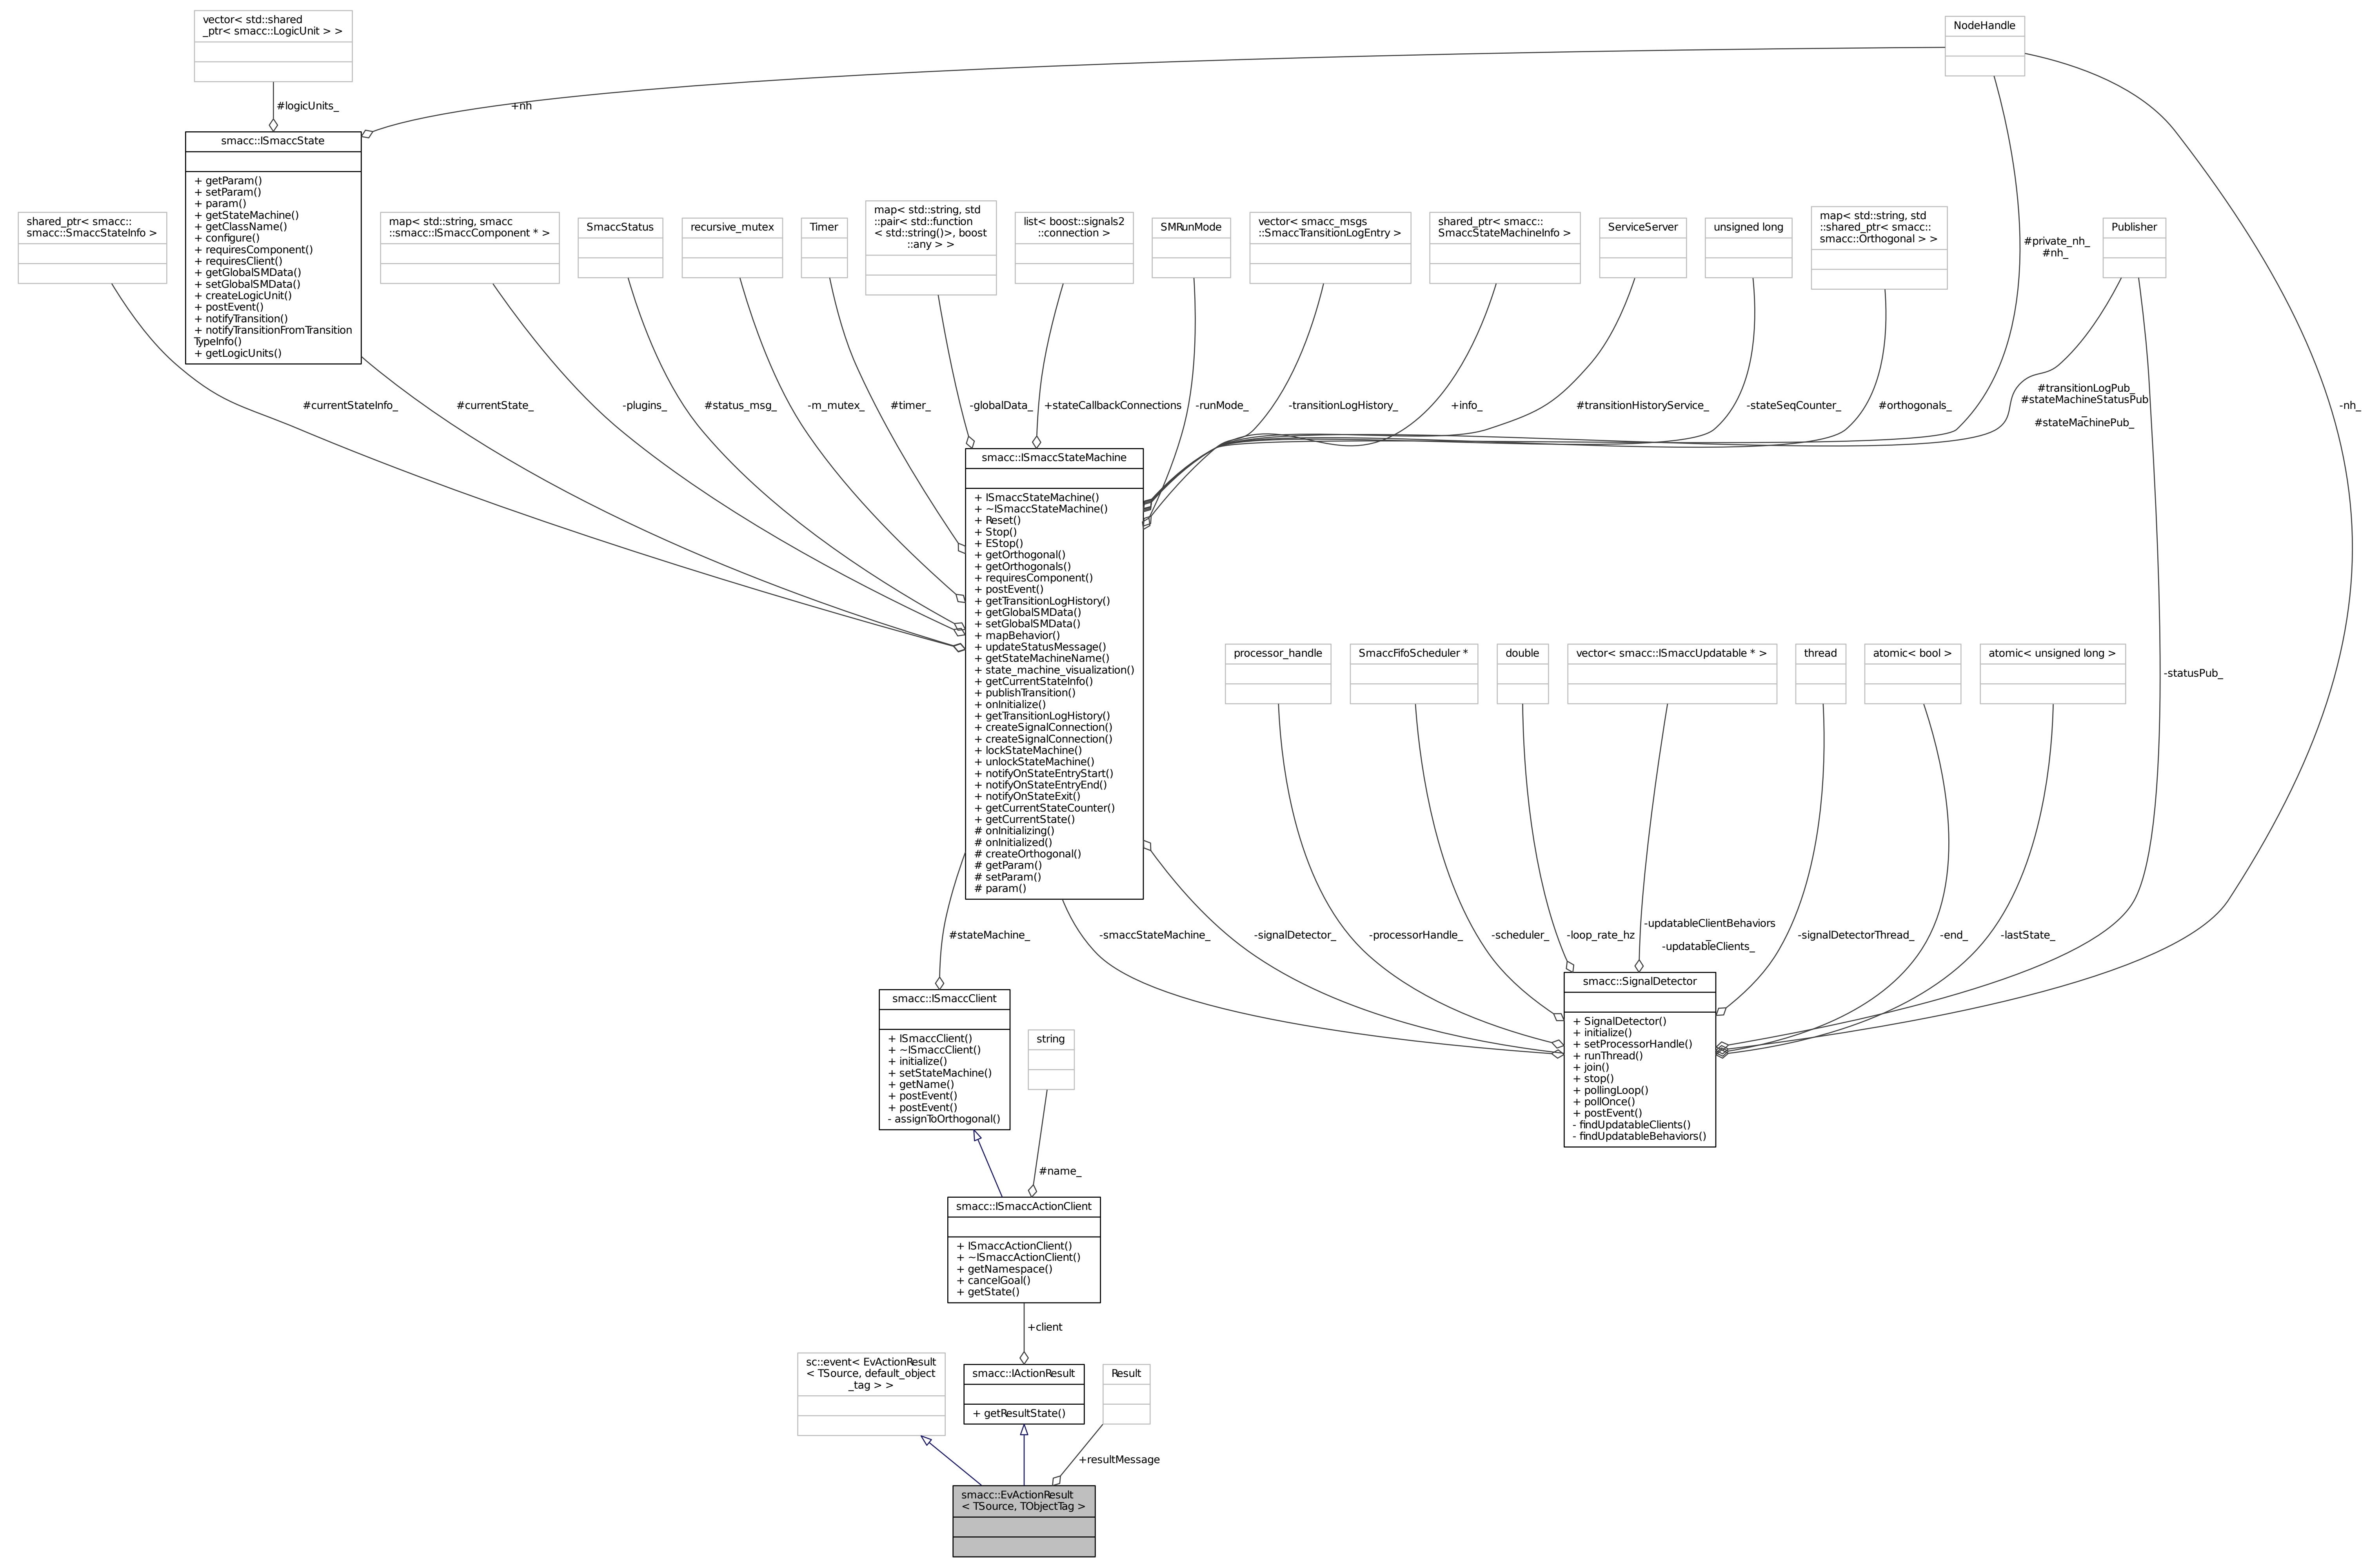 vector< std::shared
_ptr< smacc::LogicUnit > >
NodeHandle
#logicUnits_
+nh
smacc::ISmaccState
+ getParam()
+ setParam()
+ param()
+ getStateMachine()
+ getClassName()
+ configure()
+ requiresComponent()
+ requiresClient()
+ getGlobalSMData()
+ setGlobalSMData()
+ createLogicUnit()
+ postEvent()
+ notifyTransition()
+ notifyTransitionFromTransition
TypeInfo()
+ getLogicUnits()
shared_ptr< smacc::
smacc::SmaccStateInfo >
map< std::string, smacc
::smacc::ISmaccComponent * >
SmaccStatus
recursive_mutex
Timer
map< std::string, std
::pair< std::function
< std::string()>, boost
::any > >
list< boost::signals2
::connection >
SMRunMode
vector< smacc_msgs
::SmaccTransitionLogEntry >
shared_ptr< smacc::
SmaccStateMachineInfo >
ServiceServer
unsigned long
map< std::string, std
::shared_ptr< smacc::
smacc::Orthogonal > >
Publisher
#private_nh_
#nh_
#currentStateInfo_
#currentState_
-plugins_
#status_msg_
-m_mutex_
#timer_
-globalData_
+stateCallbackConnections
-runMode_
-transitionLogHistory_
+info_
#transitionHistoryService_
-stateSeqCounter_
#orthogonals_
#transitionLogPub_
#stateMachineStatusPub
_
#stateMachinePub_
-nh_
smacc::ISmaccStateMachine
+ ISmaccStateMachine()
+ ~ISmaccStateMachine()
+ Reset()
+ Stop()
+ EStop()
+ getOrthogonal()
+ getOrthogonals()
+ requiresComponent()
+ postEvent()
+ getTransitionLogHistory()
+ getGlobalSMData()
+ setGlobalSMData()
+ mapBehavior()
+ updateStatusMessage()
+ getStateMachineName()
+ state_machine_visualization()
+ getCurrentStateInfo()
+ publishTransition()
+ onInitialize()
+ getTransitionLogHistory()
+ createSignalConnection()
+ createSignalConnection()
+ lockStateMachine()
+ unlockStateMachine()
+ notifyOnStateEntryStart()
+ notifyOnStateEntryEnd()
+ notifyOnStateExit()
+ getCurrentStateCounter()
+ getCurrentState()
# onInitializing()
# onInitialized()
# createOrthogonal()
# getParam()
# setParam()
# param()
processor_handle
SmaccFifoScheduler *
double
vector< smacc::ISmaccUpdatable * >
thread
atomic< bool >
atomic< unsigned long >
-statusPub_
#stateMachine_
-smaccStateMachine_
-signalDetector_
-processorHandle_
-scheduler_
-loop_rate_hz
-updatableClientBehaviors
_
-updatableClients_
-signalDetectorThread_
-end_
-lastState_
smacc::SignalDetector
+ SignalDetector()
+ initialize()
+ setProcessorHandle()
+ runThread()
+ join()
+ stop()
+ pollingLoop()
+ pollOnce()
+ postEvent()
- findUpdatableClients()
- findUpdatableBehaviors()
smacc::ISmaccClient
+ ISmaccClient()
+ ~ISmaccClient()
+ initialize()
+ setStateMachine()
+ getName()
+ postEvent()
+ postEvent()
- assignToOrthogonal()
string
#name_
smacc::ISmaccActionClient
+ ISmaccActionClient()
+ ~ISmaccActionClient()
+ getNamespace()
+ cancelGoal()
+ getState()
+client
sc::event< EvActionResult
< TSource, default_object
_tag > >
smacc::IActionResult
+ getResultState()
Result
+resultMessage
smacc::EvActionResult
< TSource, TObjectTag >